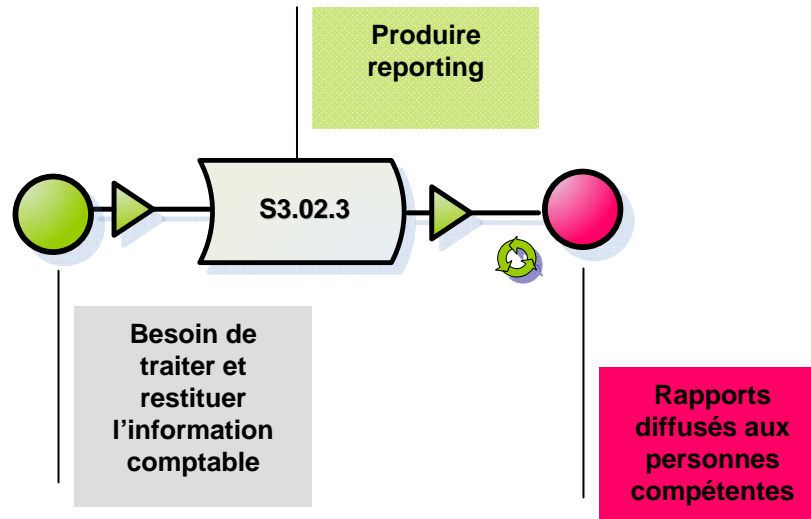 Produire
reporting
S3.02.3
Besoin de
traiter et
restituer
l'information
comptable
Rapports
diffusés aux
personnes
compétentes